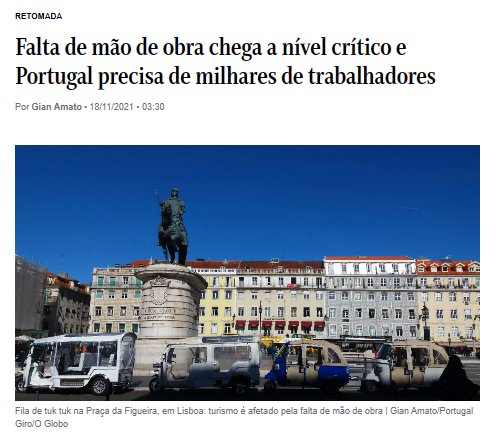 RETOMADA
Falta de mão de obra chega a nível crítico e
Portugal precisa de milhares de trabalhadores
Por Gian Amato • 18/11/2021 • 03:30
Fila de tuk tuk na Praça da Figueira, em Lisboa: turismo é afetado pela falta de mão de obra | Gian Amato/Portugal
Giro/O Globo